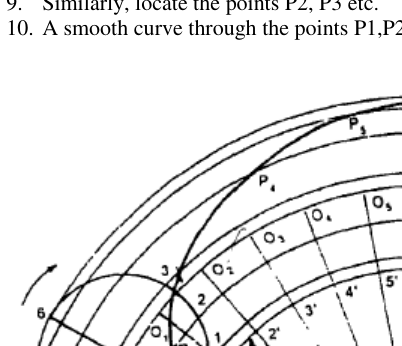 9. Similarly, locate the points P2, P3 etc.
10. A smooth curve through the points P1,P2
P5
P4
O5
O4
O3
3
O2
5'
4'
2
3'
6
O1
1
2'